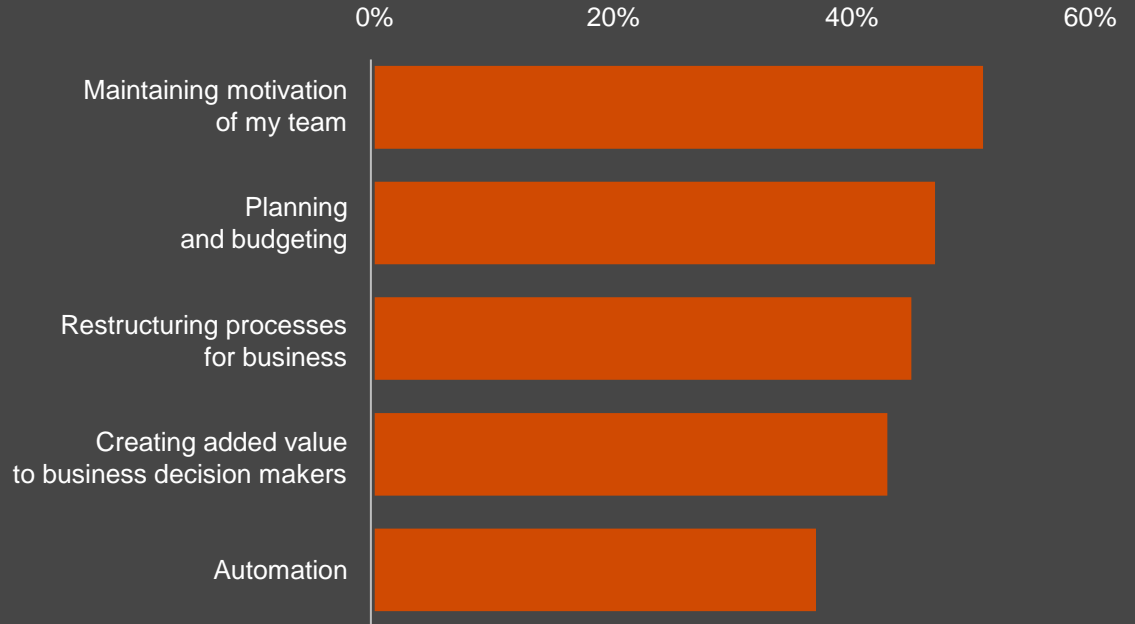 0% 20% 40% 60%
Maintaining motivation
of my team
Planning
and budgeting
Restructuring processes
for business
Creating added value
to business decision makers
Automation